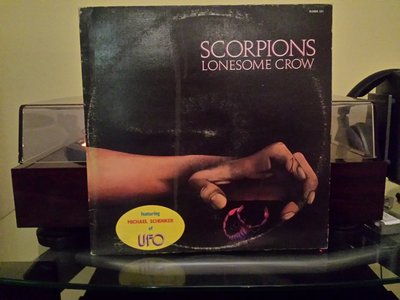 SCORPIONS
LONESOME CROW
featuring
MICHAEL SCHENKER
of
UFO